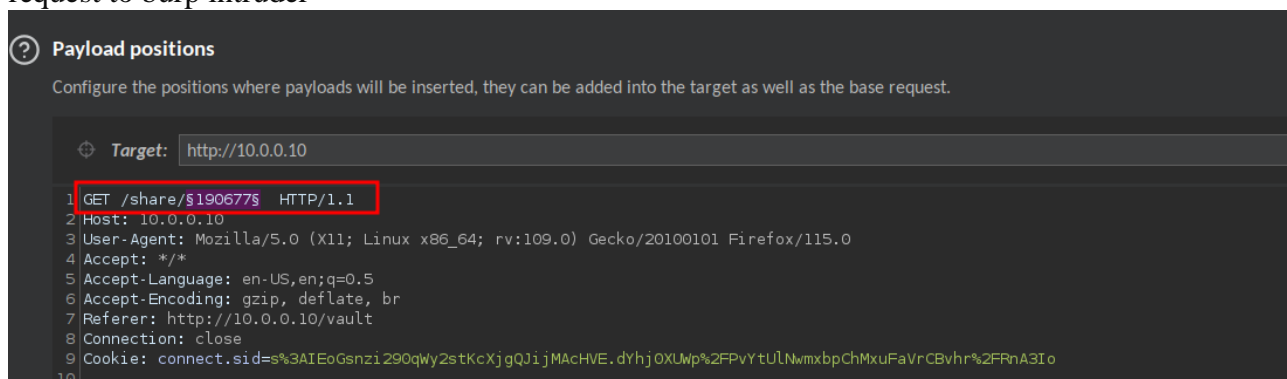 request to burp intruder
? Payload positions
Configure the positions where payloads will be inserted, they can be added into the target as well as the base request.
Target: http://10.0.0.10
1 GET /share/§190677§ HTTP/1.1
2 Host: 10.0.0.10
3 User-Agent: Mozilla/5.0 (X11; Linux x86_64; rv:109.0) Gecko/20100101 Firefox/115.0
4 Accept: */*
5 Accept-Language: en-US,en;q=0.5
6 Accept-Encoding: gzip, deflate, br
7 Referer: http://10.0.0.10/vault
8 Connection: close
9 Cookie: connect.sid=s%3AIEoGsnzi29OqWy2stKcXjgQJijMAcHVE.dYhjOXUWp%2FPvYtUlNwmxbpChMxuFaVrCBvhr%2FRnA3Io
10